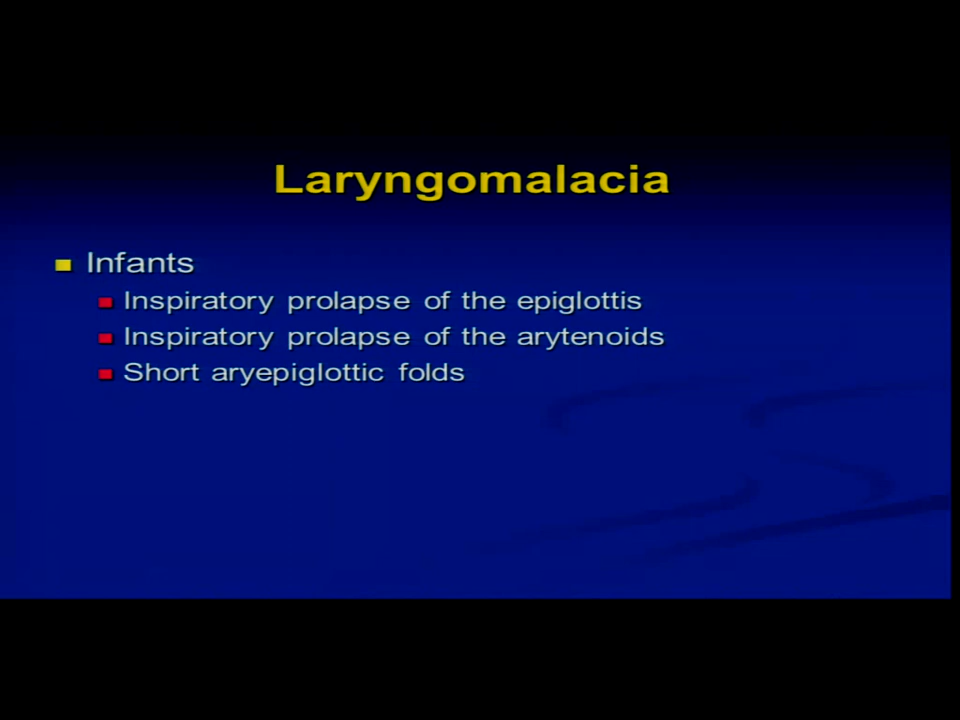 Laryngomalacia
Infants
Inspiratory prolapse of the epiglottis
Inspiratory prolapse of the arytenoids
Short aryepiglottic folds